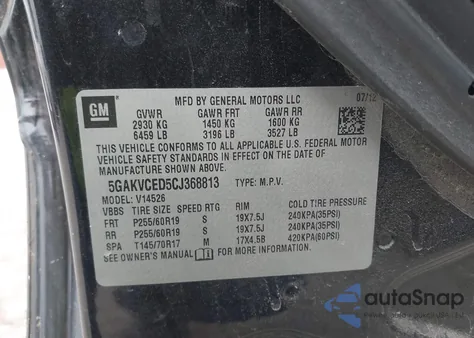 GM
MFD BY GENERAL MOTORS LLC 07/12
GVWR GAWR FRT GAWR RR
2930 KG 1450 KG 1600 KG
6459 LB 3196 LB 3527 LB
THIS VEHICLE CONFORMS TO ALL APPLICABLE U.S. FEDERAL MOTOR
VEHICLE SAFETY STANDARDS IN EFFECT ON THE DATE OF
MANUFACTURE SHOWN ABOVE.
5GAKVCED5CJ368813 TYPE: M.P.V.
MODEL: V14526
VBBS TIRE SIZE SPEED RTG RIM COLD TIRE PRESSURE
FRT P255/60R19 S 19X7.5J 240KPA(35PSI)
RR P255/60R19 S 19X7.5J 240KPA(35PSI)
SPA T145/70R17 M 17X4.5B 420KPA(60PSI)
SEE OWNER'S MANUAL FOR MORE INFORMATION.
autoSnap